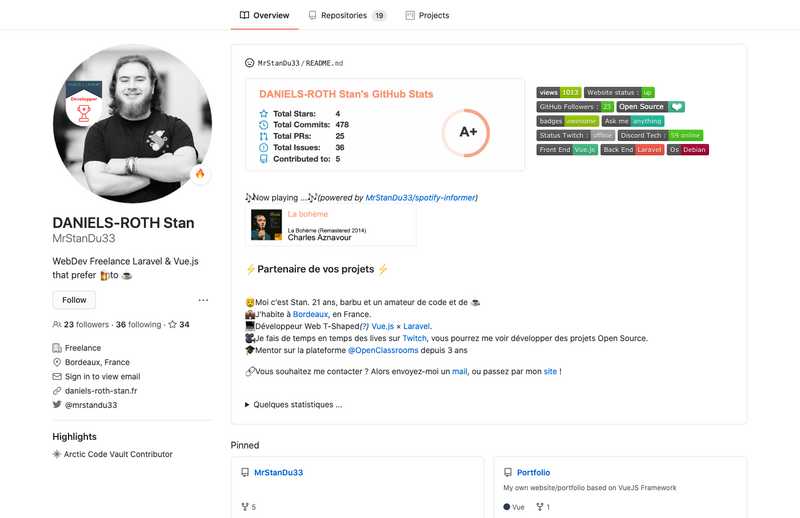 Overview
Repositories 19
Projects
Développeur
DANIELS-ROTH Stan
MrStanDu33
WebDev Freelance Laravel & Vue.js
that prefer 🍺to ☕
Follow
...
23 followers · 36 following · 34
Freelance
Bordeaux, France
Sign in to view email
daniels-roth-stan.fr
@mrstandu33
Highlights
Arctic Code Vault Contributor
MrStanDu33/README.md
DANIELS-ROTH Stan's GitHub Stats
Total Stars: 4
Total Commits: 478
Total PRs: 25
Total Issues: 36
Contributed to: 5
A+
views 1013
Website status : up
GitHub Followers : 23
Open Source
badges awesome
Ask me anything
Status Twitch : offline
Discord Tech : 59 online
Front End Vue.js
Back End Laravel
Os Debian
🎶Now playing ...🎶(powered by MrStanDu33/spotify-informer)
La bohème
La Bohème (Remastered 2014)
Charles Aznavour
⚡Partenaire de vos projets ⚡
🧔Moi c'est Stan. 21 ans, barbu et un amateur de code et de ☕
🏰J'habite à Bordeaux, en France.
💻Développeur Web T-Shaped(?) Vue.js × Laravel.
🎥Je fais de temps en temps des lives sur Twitch, vous pourrez me voir développer des projets Open Source.
🎓Mentor sur la plateforme @OpenClassrooms depuis 3 ans
🔗Vous souhaitez me contacter ? Alors envoyez-moi un mail, ou passez par mon site !
Quelques statistiques ...
Pinned
MrStanDu33
5
Portfolio
My own website/portfolio based on VueJS Framework
Vue 1